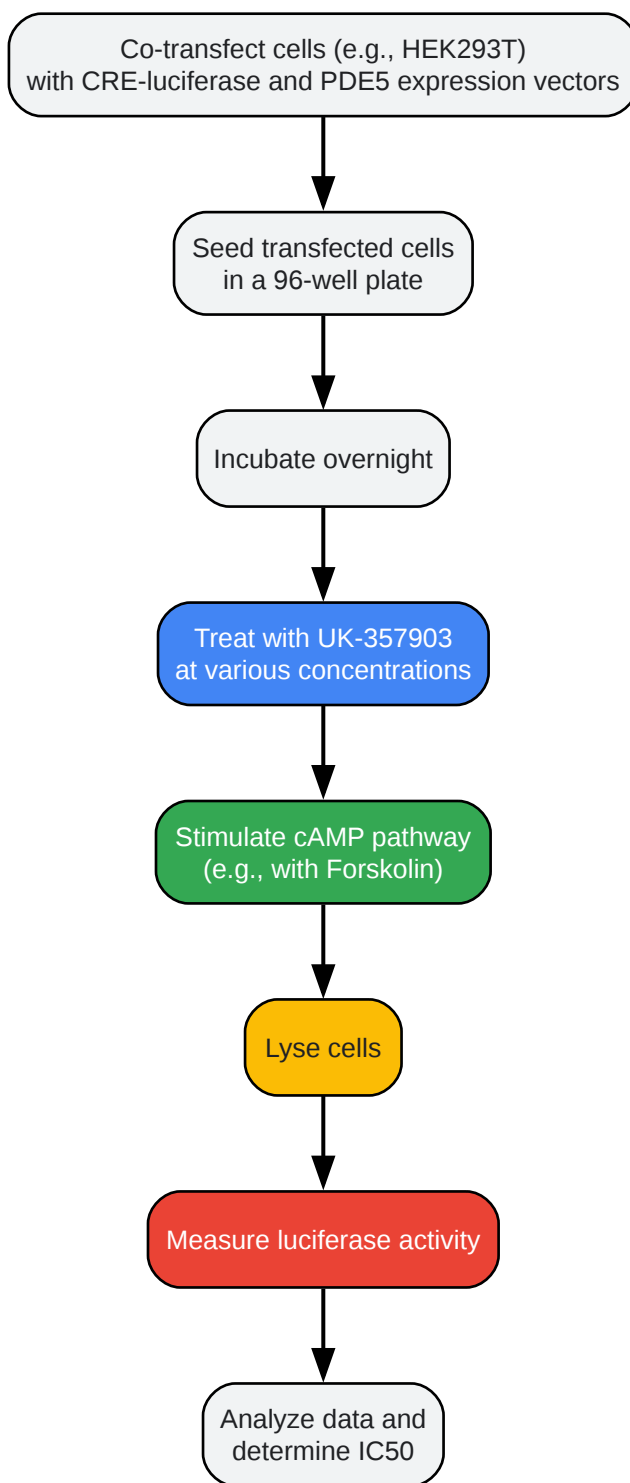 Co-transfect cells (e.g., HEK293T)
with CRE-luciferase and PDE5 expression vectors
Seed transfected cells
in a 96-well plate
Incubate overnight
Treat with UK-357903
at various concentrations
Stimulate cAMP pathway
(e.g., with Forskolin)
Lyse cells
Measure luciferase activity
Analyze data and
determine IC50